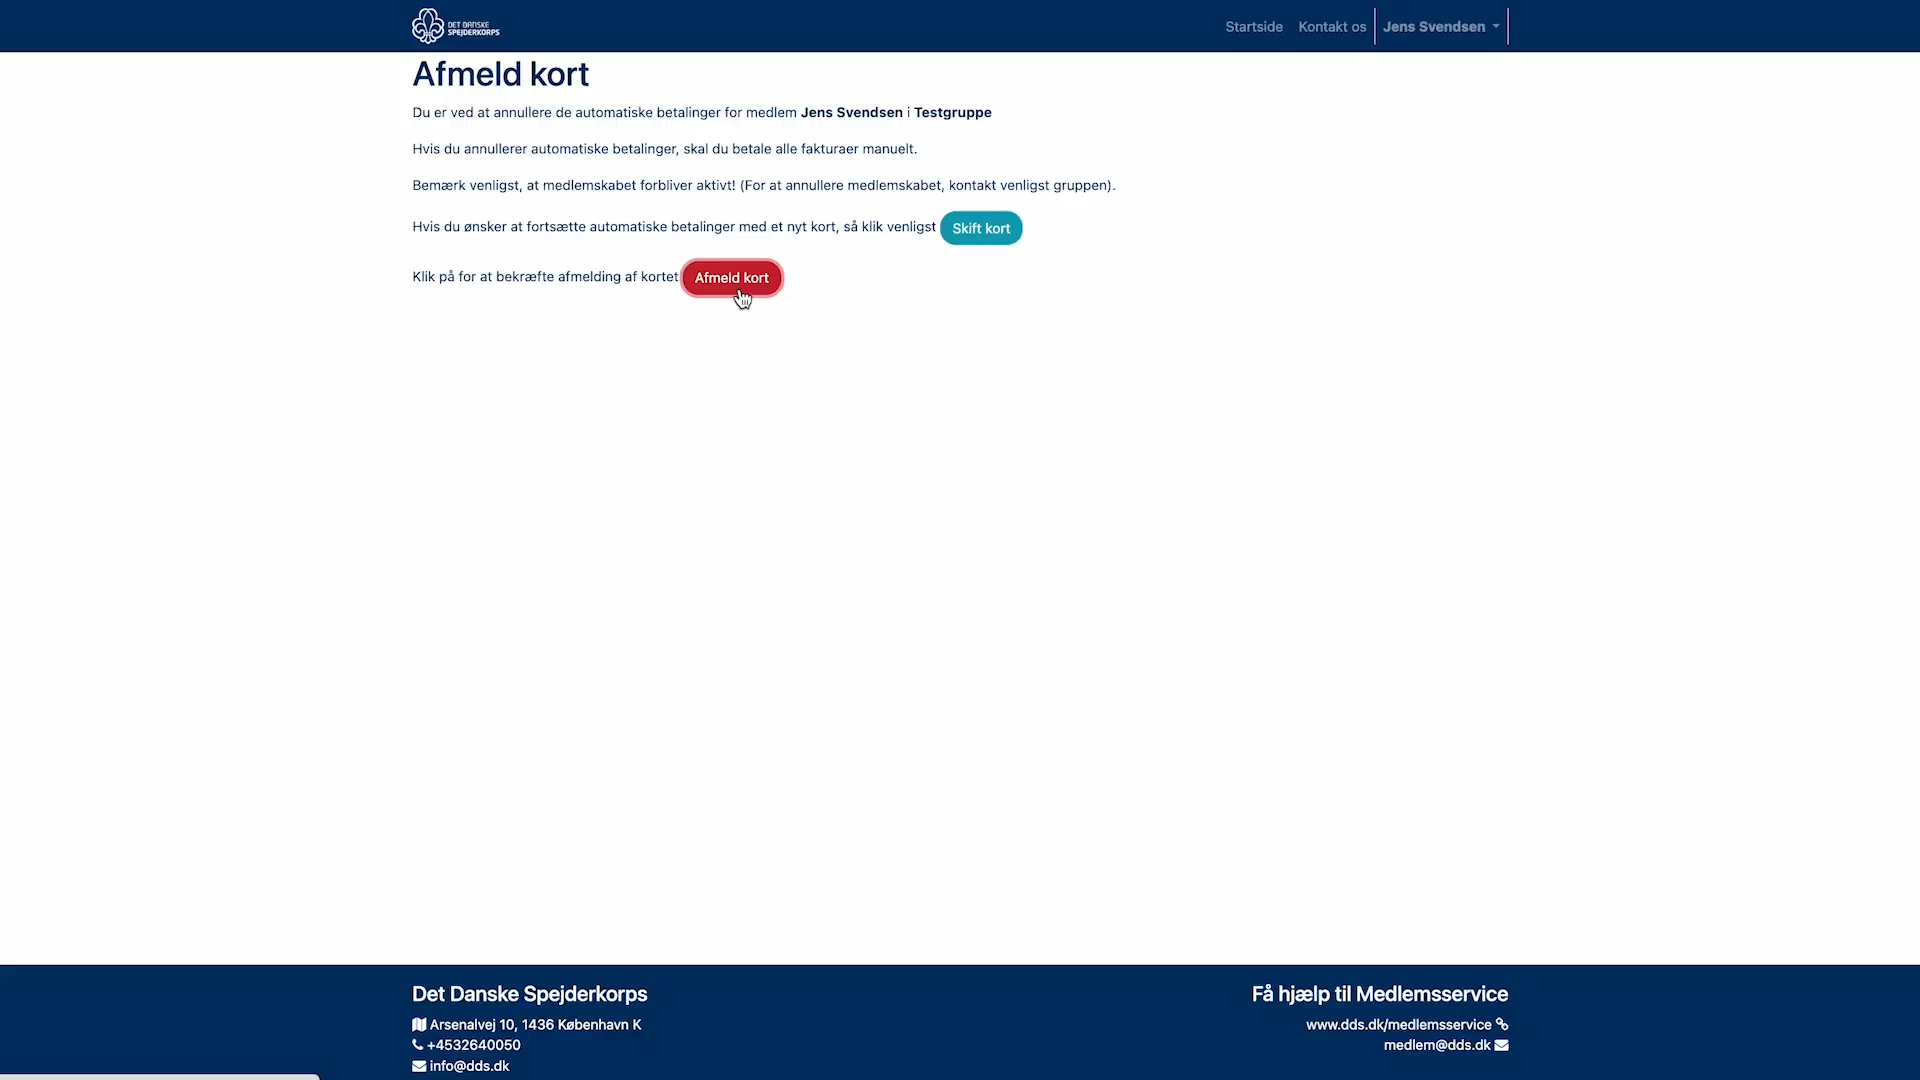 DET DANSKE
SPEJDERKORPS
Startside Kontakt os Jens Svendsen
Afmeld kort
Du er ved at annullere de automatiske betalinger for medlem Jens Svendsen i Testgruppe
Hvis du annullerer automatiske betalinger, skal du betale alle fakturaer manuelt.
Bemærk venligst, at medlemskabet forbliver aktivt! (For at annullere medlemskabet, kontakt venligst gruppen).
Hvis du ønsker at fortsætte automatiske betalinger med et nyt kort, så klik venligst Skift kort
Klik på for at bekræfte afmelding af kortet Afmeld kort
Det Danske Spejderkorps
Arsenalvej 10, 1436 København K
+4532640050
info@dds.dk
Få hjælp til Medlemsservice
www.dds.dk/medlemsservice
medlem@dds.dk